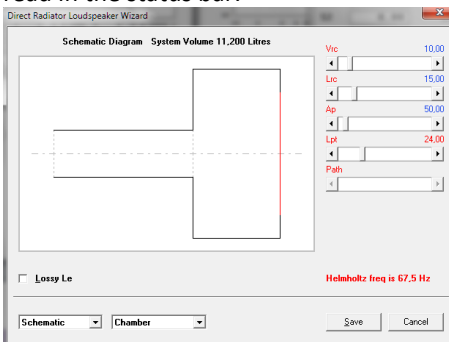 read in the status bar.
Direct Radiator Loudspeaker Wizard
Schematic Diagram System Volume 11,200 Litres
Vrc 10,00
Lrc 15,00
Ap 50,00
Lpt 24,00
Path
Lossy Le
Helmholtz freq is 67,5 Hz
Schematic Chamber Save Cancel